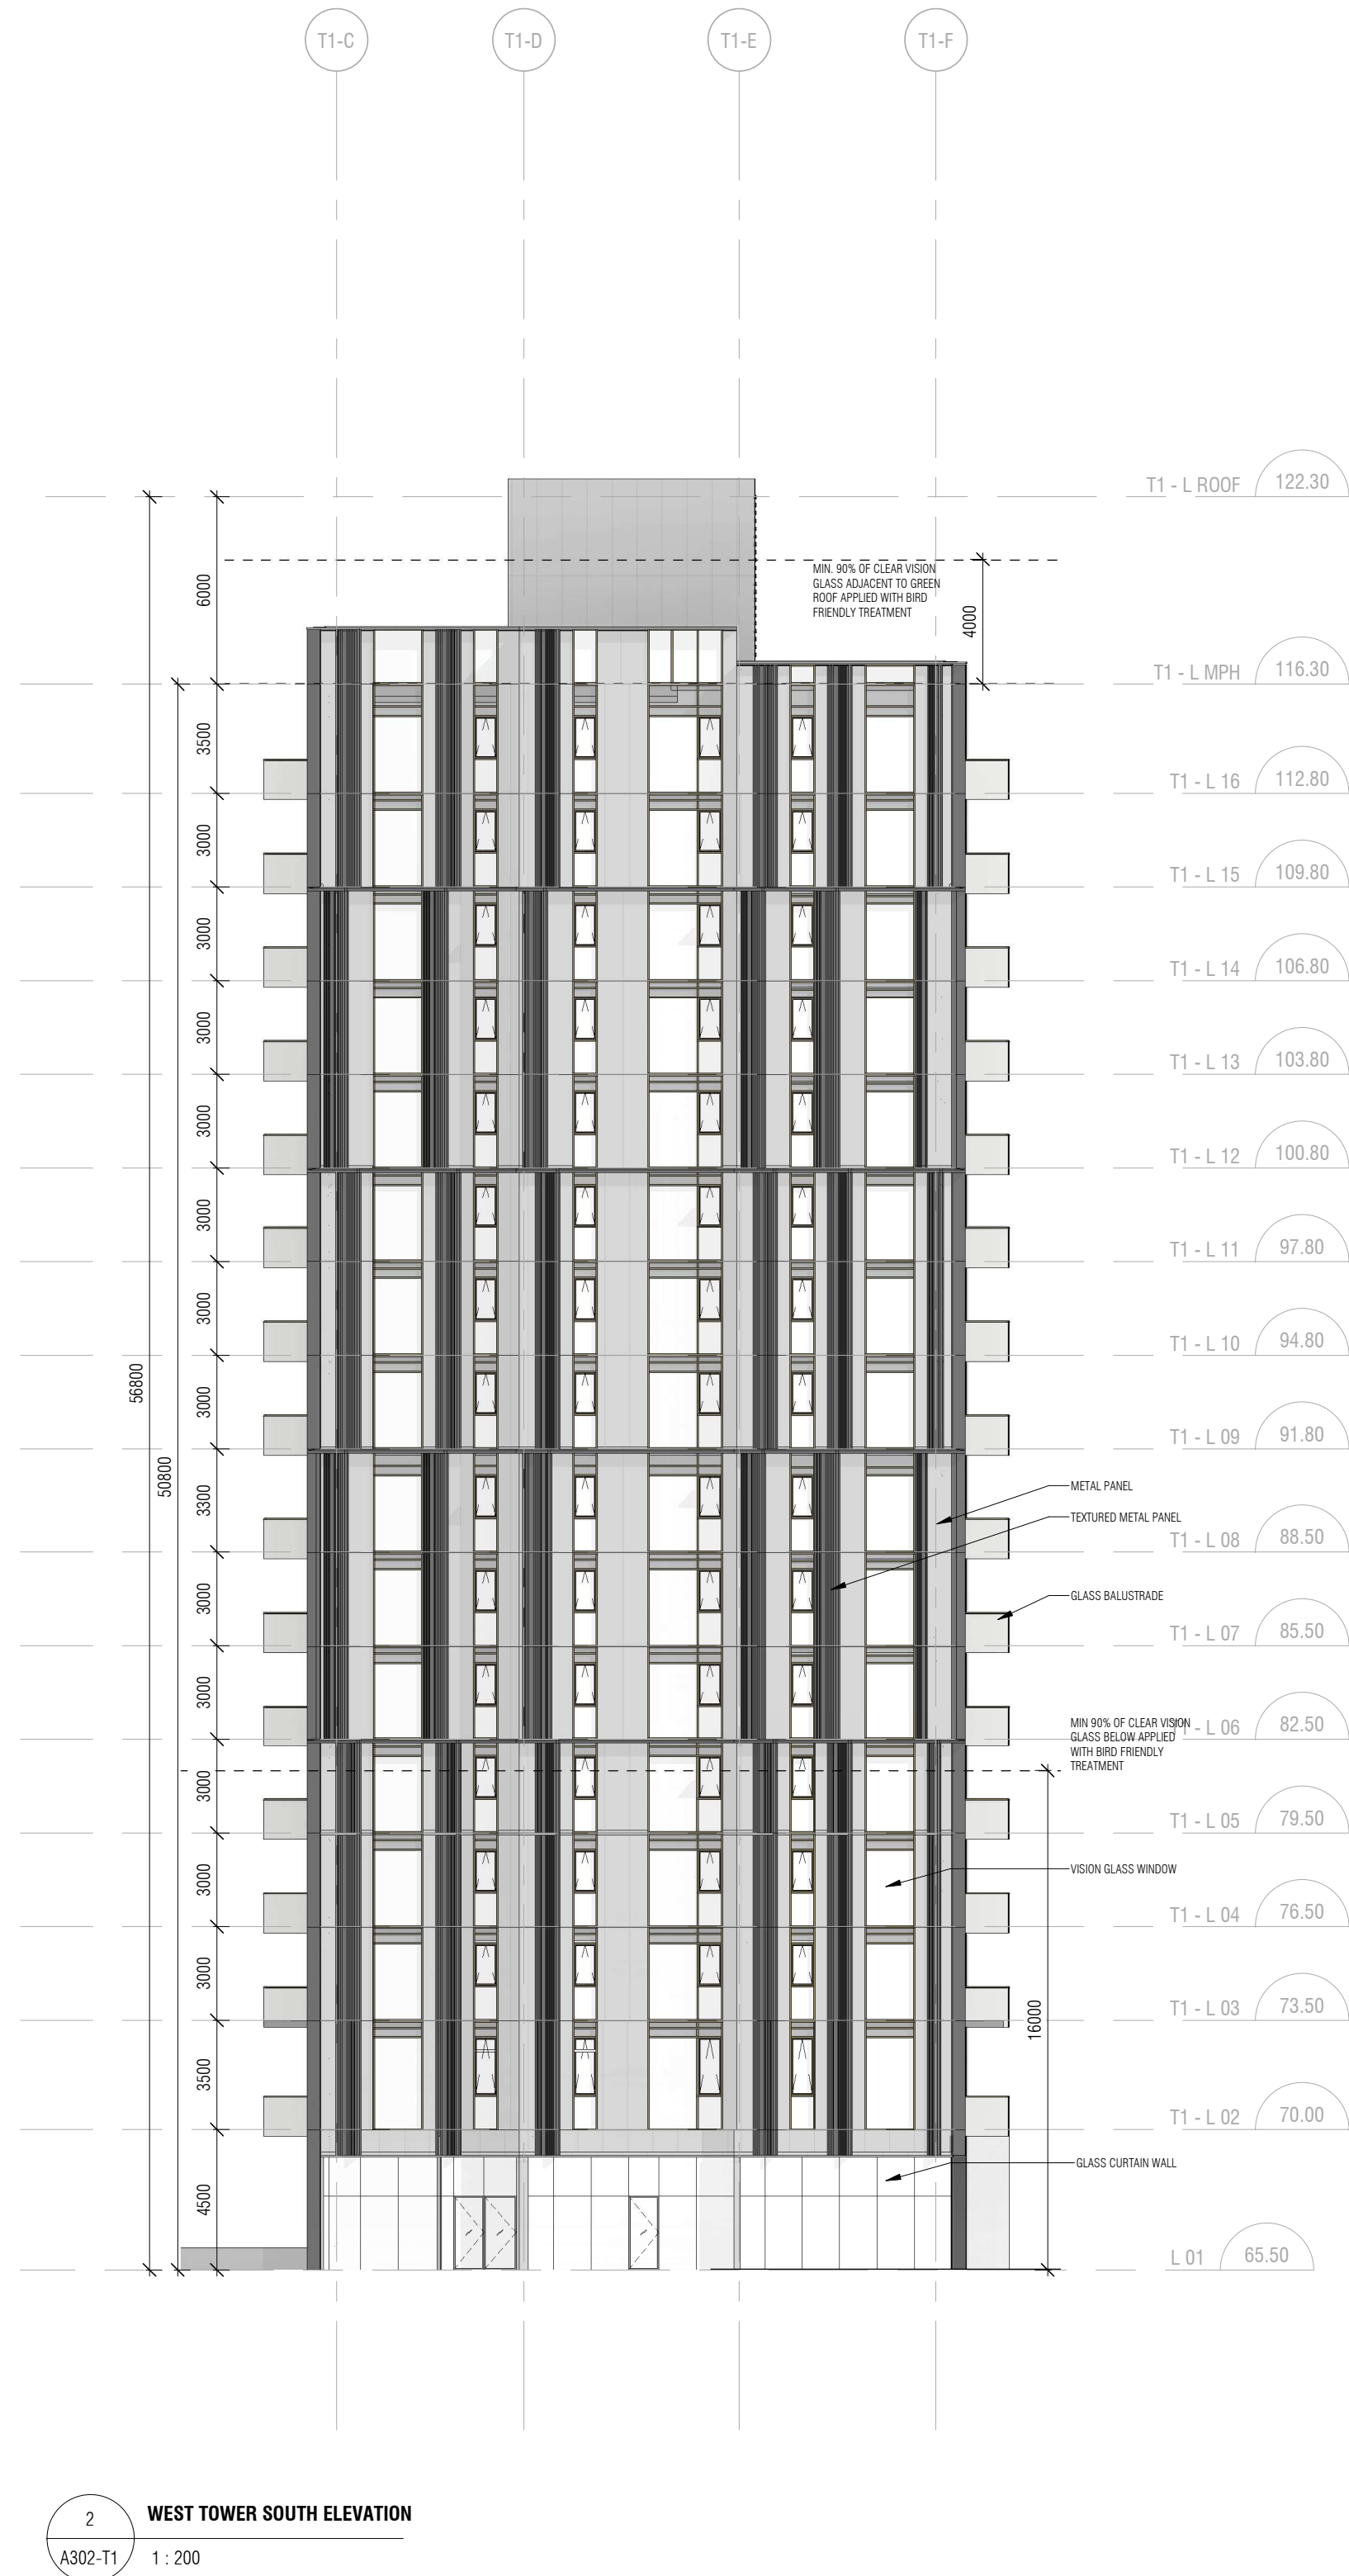 T1-C
T1-D
T1-E
T1-F
T1 - L ROOF 122.30
6000
MIN. 90% OF CLEAR VISION
GLASS ADJACENT TO GREEN
ROOF APPLIED WITH BIRD
FRIENDLY TREATMENT
4000
T1 - L MPH 116.30
3500
T1 - L 16 112.80
3000
T1 - L 15 109.80
3000
T1 - L 14 106.80
3000
T1 - L 13 103.80
3000
T1 - L 12 100.80
3000
T1 - L 11 97.80
3000
T1 - L 10 94.80
56800
3000
T1 - L 09 91.80
50800
3300
METAL PANEL
TEXTURED METAL PANEL
T1 - L 08 88.50
3000
GLASS BALUSTRADE
T1 - L 07 85.50
3000
T1 - L 06 82.50
MIN 90% OF CLEAR VISION
GLASS BELOW APPLIED
WITH BIRD FRIENDLY
TREATMENT
3000
T1 - L 05 79.50
3000
VISION GLASS WINDOW
T1 - L 04 76.50
3000
T1 - L 03 73.50
16000
3500
T1 - L 02 70.00
GLASS CURTAIN WALL
4500
L 01 65.50
2
WEST TOWER SOUTH ELEVATION
A302-T1
1 : 200